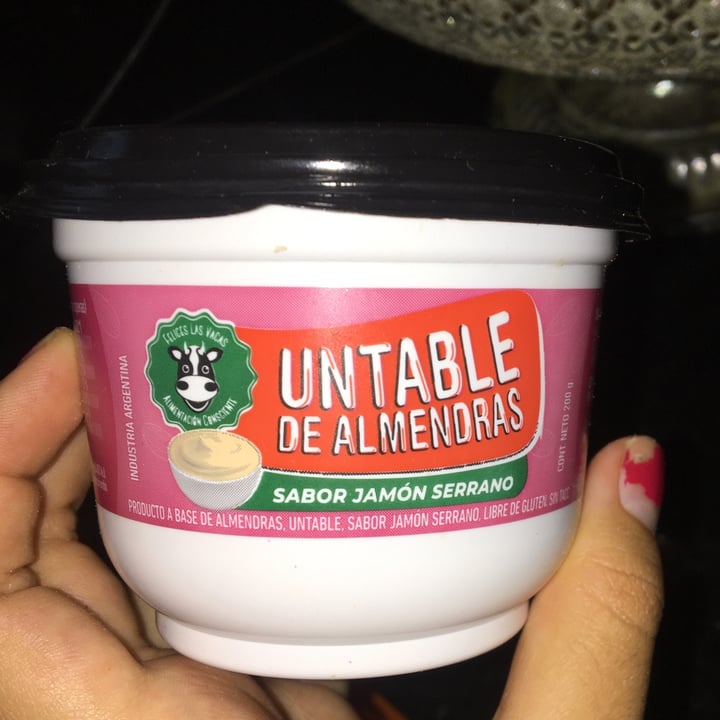 FELICES LAS VACAS
ALIMENTACIÓN CONSCIENTE
UNTABLE
DE ALMENDRAS
SABOR JAMÓN SERRANO
PRODUCTO A BASE DE ALMENDRAS, UNTABLE, SABOR JAMÓN SERRANO, LIBRE DE GLUTEN. SIN TACC
INDUSTRIA ARGENTINA
CONT NETO 200 g